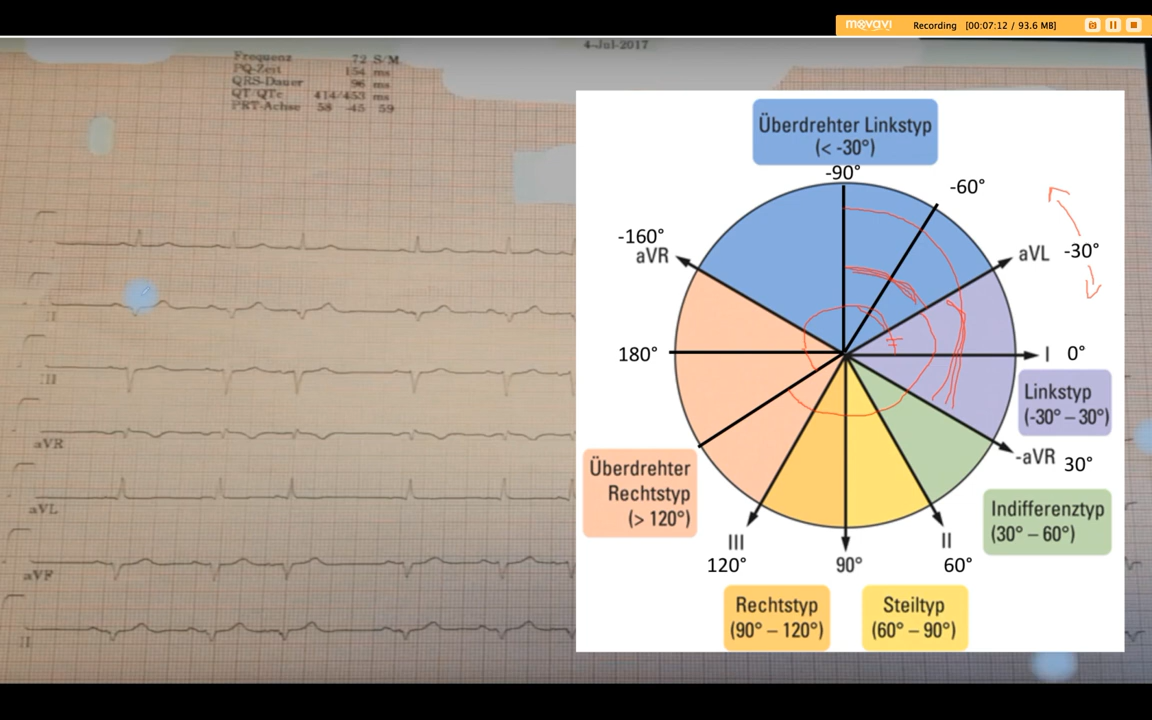 movavi Recording [00:07:12 / 93.6 MB]
4-Jul-2017
Frequenz 72 S/M
PQ-Zeit 154 ms
QRS-Dauer 96 ms
QT/QTc 414/453 ms
PRT-Achse 58 -45 59
II
III
aVR
aVL
aVF
II
Überdrehter Linkstyp
(< -30°)
-90°
-60°
-160°
aVR
aVL -30°
180°
I 0°
Linkstyp
(-30° – 30°)
-aVR 30°
Überdrehter
Rechtstyp
(> 120°)
Indifferenztyp
(30° – 60°)
III
120°
90°
II
60°
Rechtstyp
(90° – 120°)
Steiltyp
(60° – 90°)